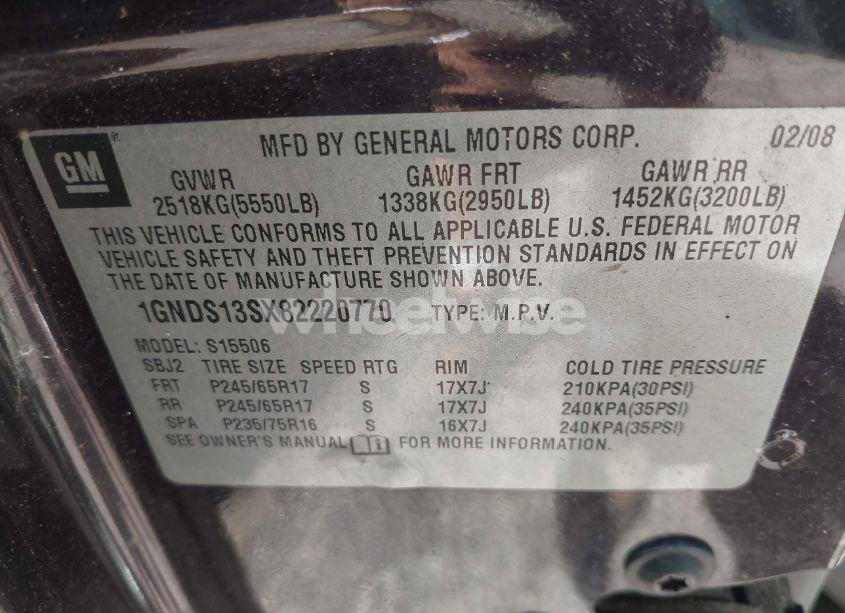 GM
MFD BY GENERAL MOTORS CORP. 02/08
GVWR GAWR FRT GAWR RR
2518KG(5550LB) 1338KG(2950LB) 1452KG(3200LB)
THIS VEHICLE CONFORMS TO ALL APPLICABLE U.S. FEDERAL MOTOR
VEHICLE SAFETY AND THEFT PREVENTION STANDARDS IN EFFECT ON
THE DATE OF MANUFACTURE SHOWN ABOVE.
1GNDS13SX82220770 TYPE: M.P.V.
wheelwise
MODEL: S15506
SBJ2 TIRE SIZE SPEED RTG RIM COLD TIRE PRESSURE
FRT P245/65R17 S 17X7J 210KPA(30PSI)
RR P245/65R17 S 17X7J 240KPA(35PSI)
SPA P235/75R16 S 16X7J 240KPA(35PSI)
SEE OWNER'S MANUAL FOR MORE INFORMATION.